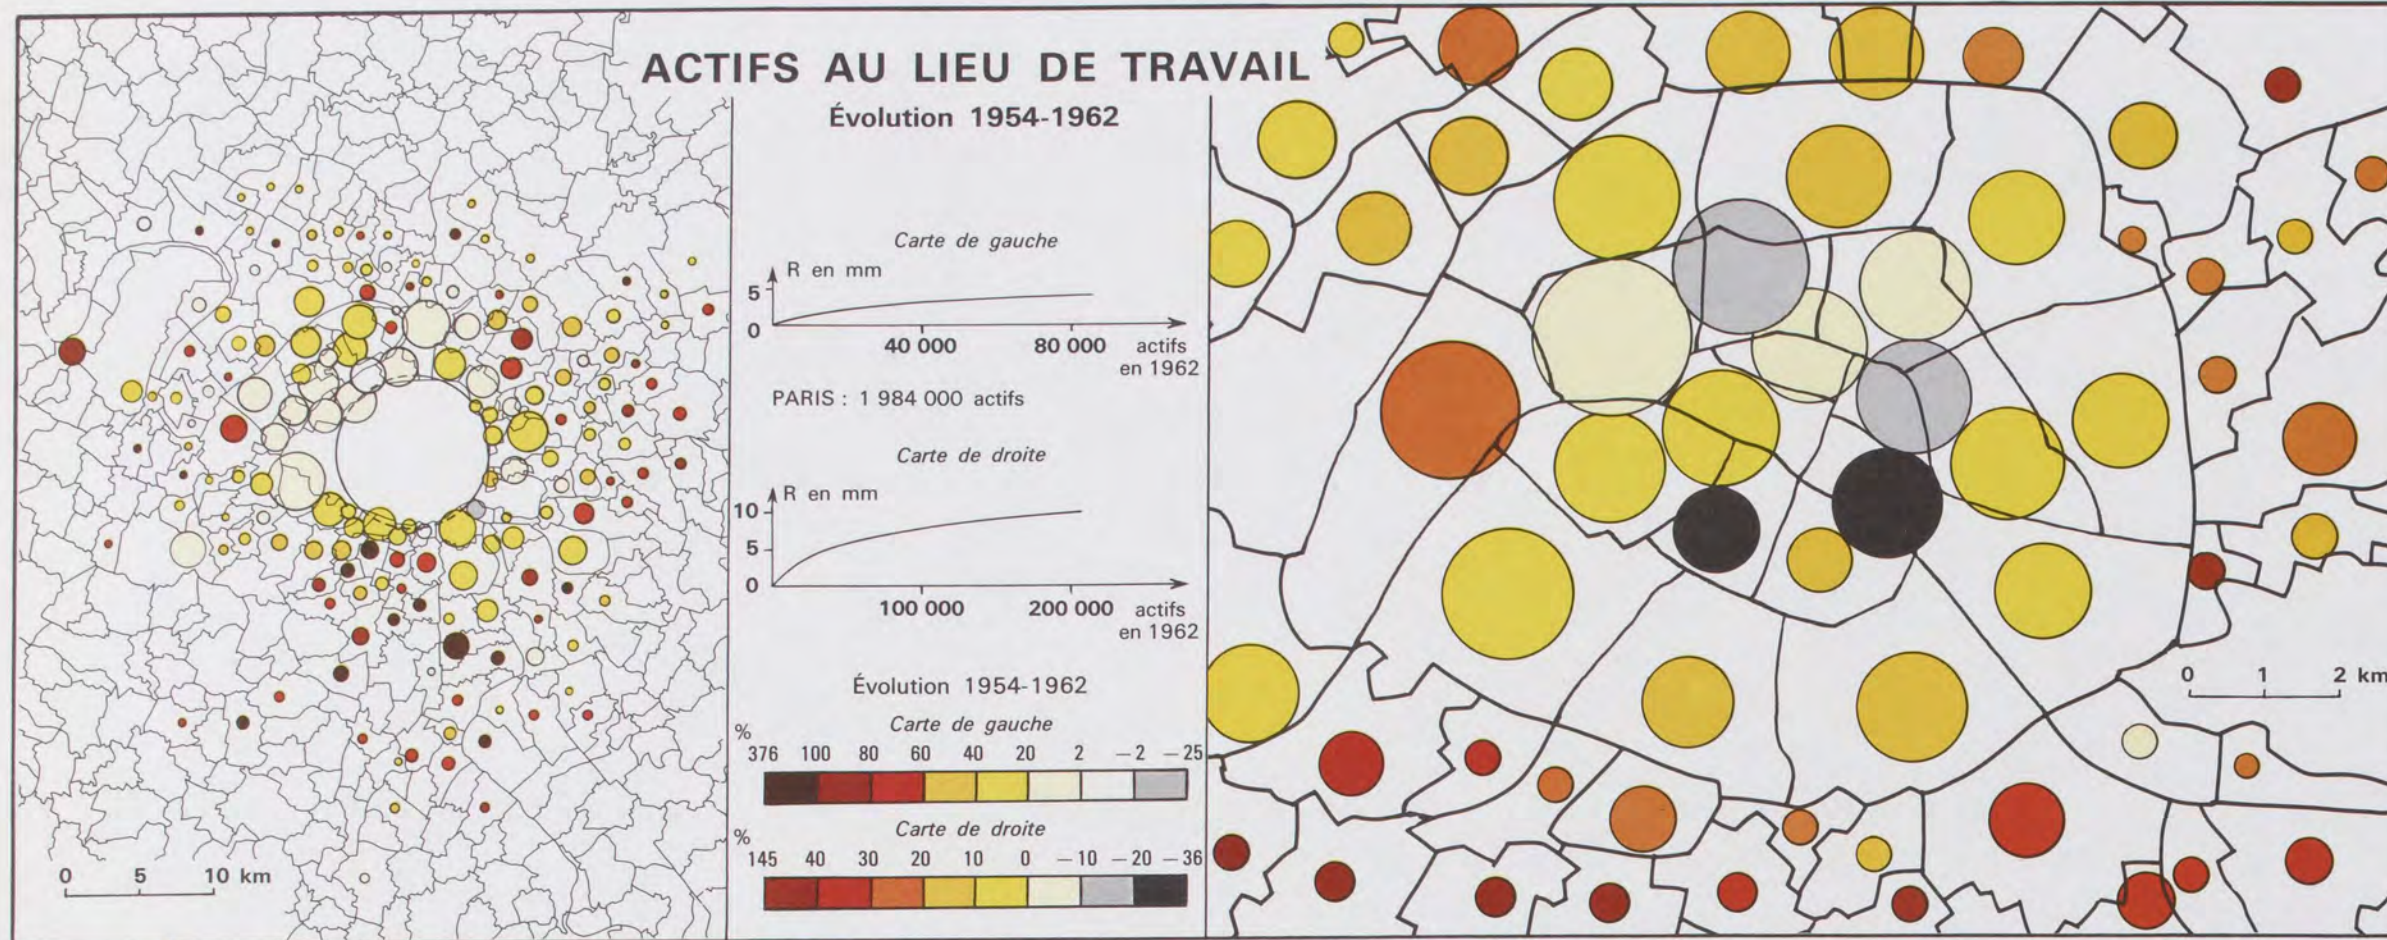 ACTIFS AU LIEU DE TRAVAIL
Évolution 1954-1962
Carte de gauche
R en mm
5
0
40 000 80 000 actifs
en 1962
PARIS : 1 984 000 actifs
Carte de droite
R en mm
10
5
0
100 000 200 000 actifs
en 1962
Évolution 1954-1962
Carte de gauche
%
376 100 80 60 40 20 2 −2 −25
Carte de droite
%
145 40 30 20 10 0 −10 −20 −36
0 5 10 km
0 1 2 km